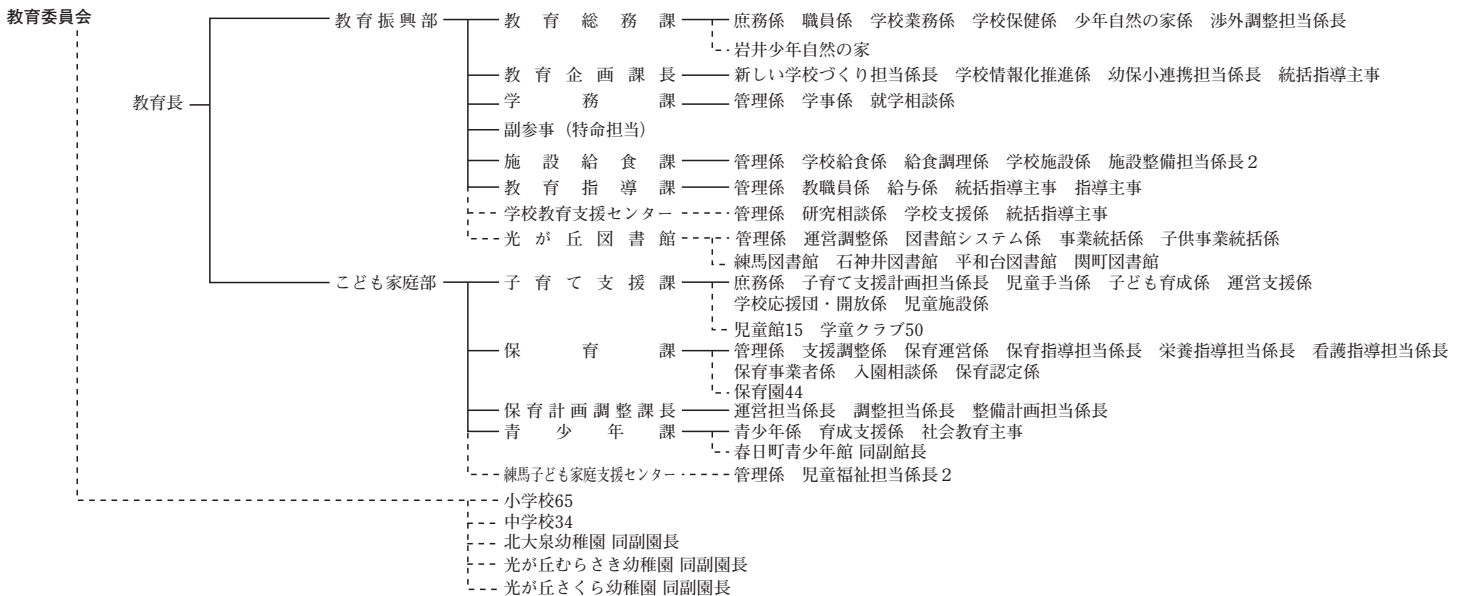 教育委員会
教育長
教育振興部
教育総務課 庶務係 職員係 学校業務係 学校保健係 少年自然の家係 渉外調整担当係長
岩井少年自然の家
教育企画課長 新しい学校づくり担当係長 学校情報化推進係 幼保小連携担当係長 統括指導主事
学務課 管理係 学事係 就学相談係
副参事（特命担当）
施設給食課 管理係 学校給食係 給食調理係 学校施設係 施設整備担当係長2
教育指導課 管理係 教職員係 給与係 統括指導主事 指導主事
学校教育支援センター 管理係 研究相談係 学校支援係 統括指導主事
光が丘図書館 管理係 運営調整係 図書館システム係 事業統括係 子供事業統括係
練馬図書館 石神井図書館 平和台図書館 関町図書館
こども家庭部
子育て支援課 庶務係 子育て支援計画担当係長 児童手当係 子ども育成係 運営支援係
学校応援団・開放係 児童施設係
児童館15 学童クラブ50
保育課 管理係 支援調整係 保育運営係 保育指導担当係長 栄養指導担当係長 看護指導担当係長
保育事業者係 入園相談係 保育認定係
保育園44
保育計画調整課長 運営担当係長 調整担当係長 整備計画担当係長
青少年課 青少年係 育成支援係 社会教育主事
春日町青少年館 同副館長
練馬子ども家庭支援センター 管理係 児童福祉担当係長2
小学校65
中学校34
北大泉幼稚園 同副園長
光が丘むらさき幼稚園 同副園長
光が丘さくら幼稚園 同副園長